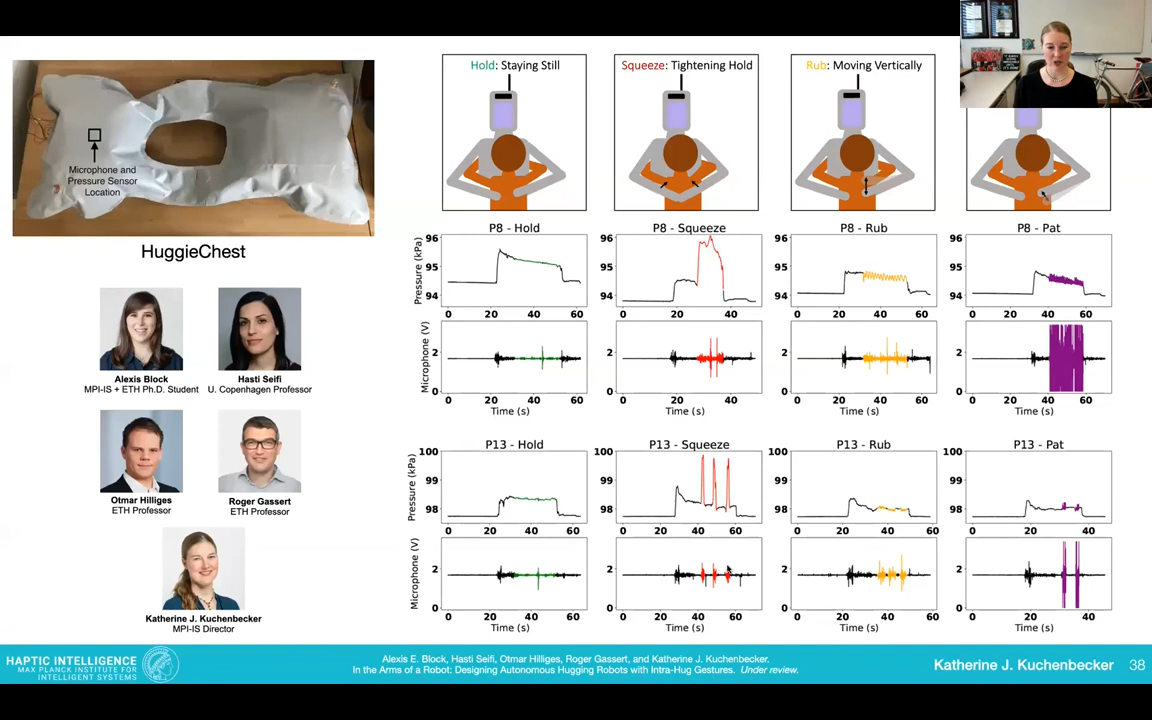 Microphone and
Pressure Sensor
Location
HuggieChest
Alexis Block
MPI-IS + ETH Ph.D. Student
Hasti Seifi
U. Copenhagen Professor
Otmar Hilliges
ETH Professor
Roger Gassert
ETH Professor
Katherine J. Kuchenbecker
MPI-IS Director
Hold: Staying Still
Squeeze: Tightening Hold
Rub: Moving Vertically
P8 - Hold
P8 - Squeeze
P8 - Rub
P8 - Pat
Pressure (kPa)
96
95
94
0 20 40 60
96
95
94
0 20 40
96
95
94
0 20 40 60
96
95
94
0 20 40 60
Microphone (V)
2
0
0 20 40 60
Time (s)
2
0
0 20 40
Time (s)
2
0
0 20 40 60
Time (s)
2
0
0 20 40 60
Time (s)
P13 - Hold
P13 - Squeeze
P13 - Rub
P13 - Pat
Pressure (kPa)
100
99
98
0 20 40 60
100
99
98
0 20 40 60
100
99
98
0 20 40 60
100
99
98
0 20 40
Microphone (V)
2
0
0 20 40 60
Time (s)
2
0
0 20 40 60
Time (s)
2
0
0 20 40 60
Time (s)
2
0
0 20 40
Time (s)
HAPTIC INTELLIGENCE
MAX PLANCK INSTITUTE FOR
INTELLIGENT SYSTEMS
Alexis E. Block, Hasti Seifi, Otmar Hilliges, Roger Gassert, and Katherine J. Kuchenbecker.
In the Arms of a Robot: Designing Autonomous Hugging Robots with Intra-Hug Gestures. Under review.
Katherine J. Kuchenbecker 38